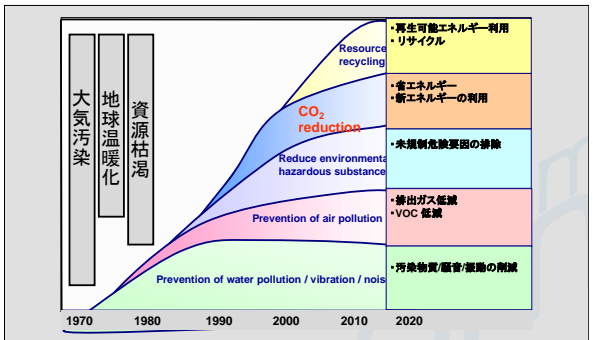 大気汚染
地球温暖化
資源枯渇
Resource
recycling
CO2
reduction
Reduce environmenta
hazardous substance
Prevention of air pollution
Prevention of water pollution / vibration / nois
・再生可能エネルギー利用
・リサイクル
・省エネルギー
・新エネルギーの利用
・未規制危険要因の排除
・排出ガス低減
・VOC 低減
・汚染物質/騒音/振動の削減
1970 1980 1990 2000 2010 2020